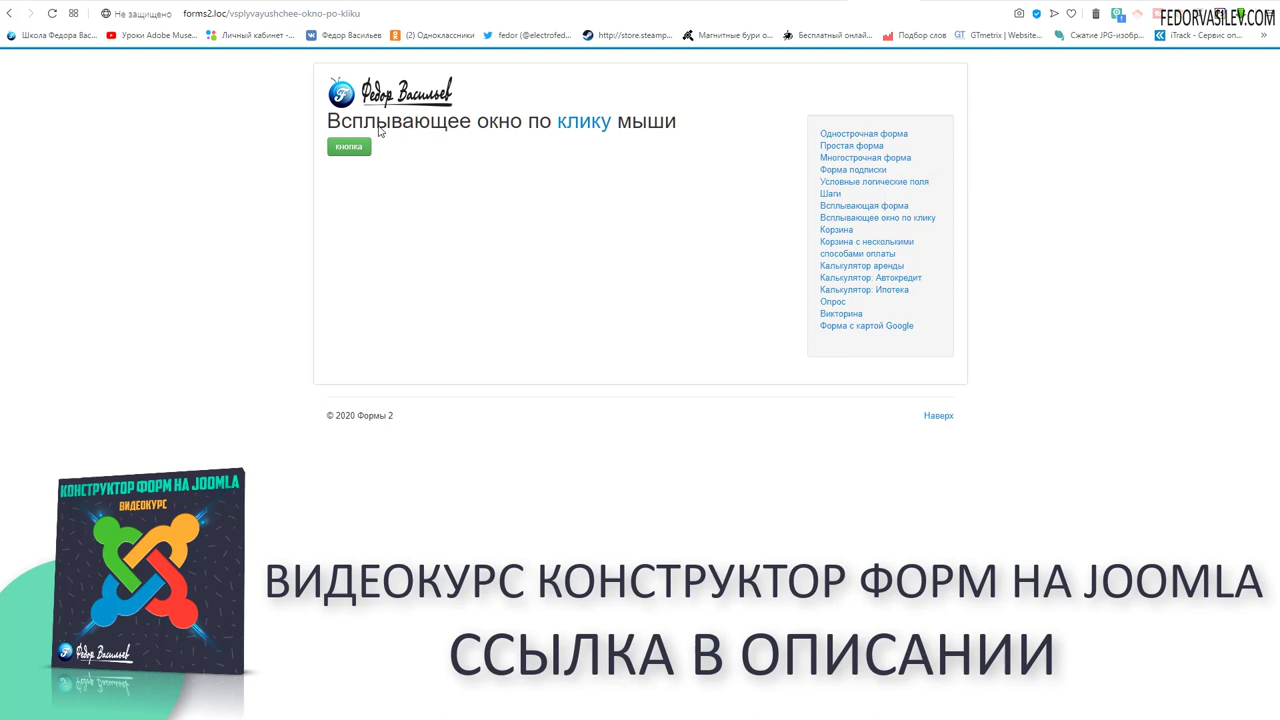 Не защищено forms2.loc/vsplyvayushchee-okno-po-kliku
FEDORVASILEV.COM
Школа Федора Вас... Уроки Adobe Muse... Личный кабинет -... Федор Васильев (2) Одноклассники fedor (@electrofed... http://store.steamp... Магнитные бури о... Бесплатный онлай... Подбор слов GTmetrix | Website... Сжатие JPG-изобр... iTrack - Сервис оп...
Федор Васильев
Всплывающее окно по клику мыши
кнопка
Однострочная форма
Простая форма
Многострочная форма
Форма подписки
Условные логические поля
Шаги
Всплывающая форма
Всплывающее окно по клику
Корзина
Корзина с несколькими
способами оплаты
Калькулятор аренды
Калькулятор: Автокредит
Калькулятор: Ипотека
Опрос
Викторина
Форма с картой Google
© 2020 Формы 2
Наверх
КОНСТРУКТОР ФОРМ НА JOOMLA
ВИДЕОКУРС
Федор Васильев
ВИДЕОКУРС КОНСТРУКТОР ФОРМ НА JOOMLA
ССЫЛКА В ОПИСАНИИ